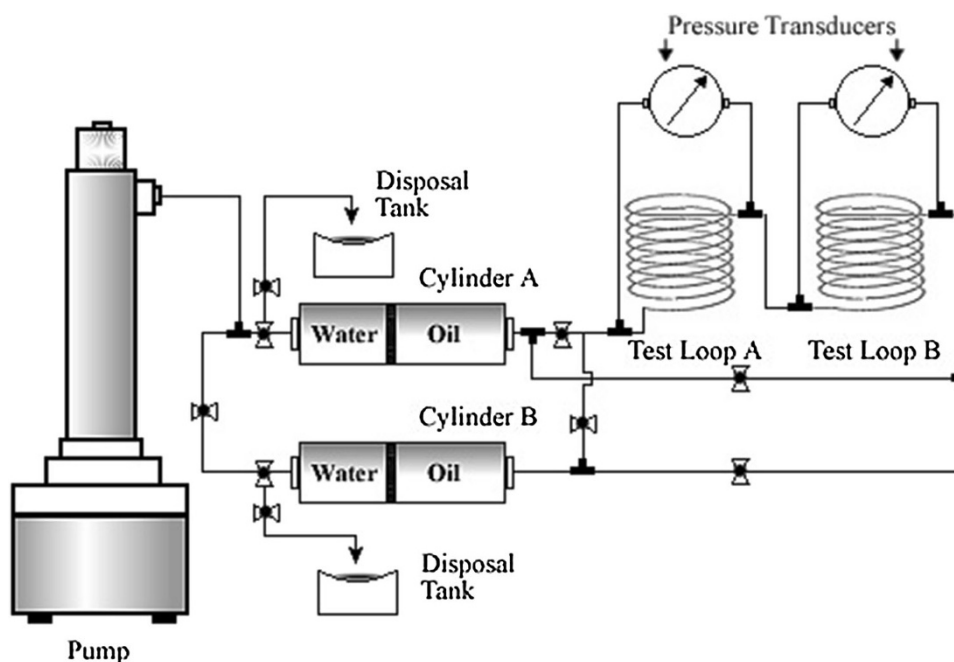 Pressure Transducers
Disposal
Tank
Cylinder A
Water
Oil
Test Loop A
Test Loop B
Cylinder B
Water
Oil
Disposal
Tank
Pump